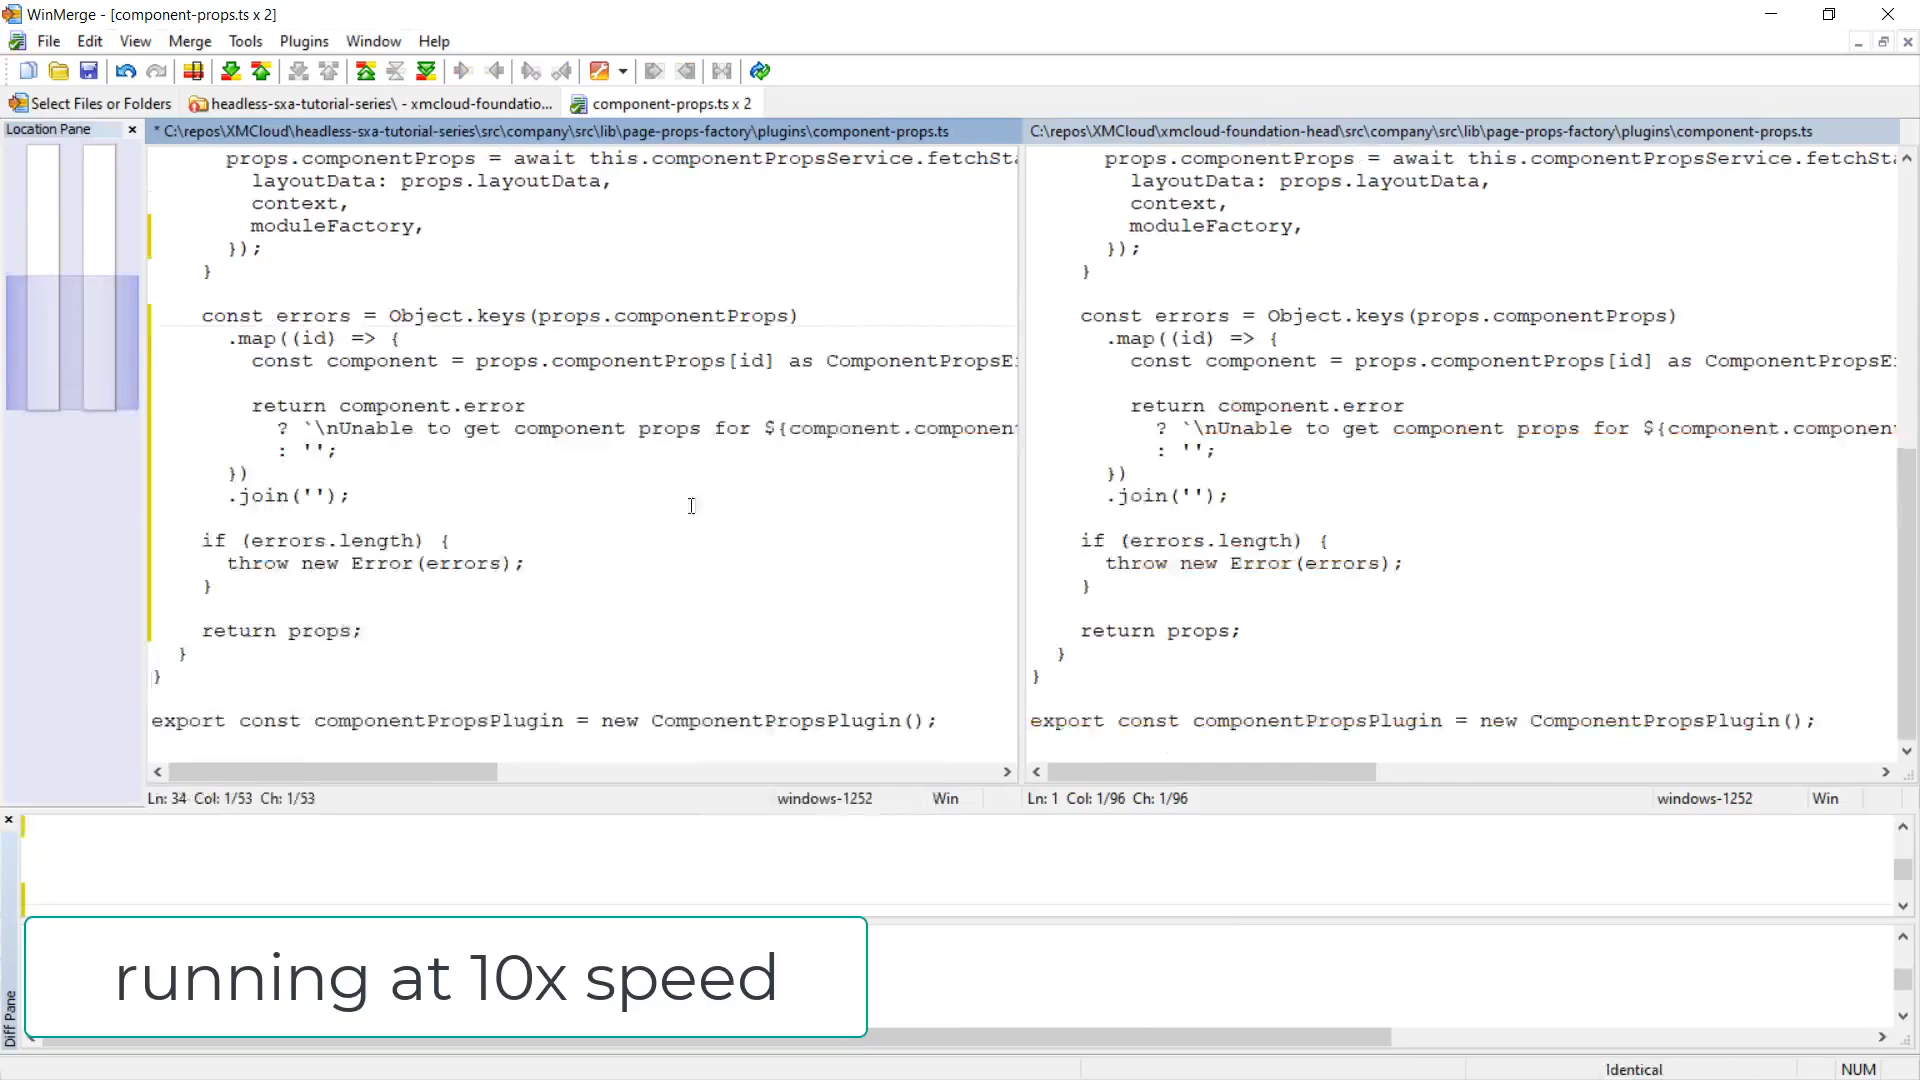 WinMerge - [component-props.ts x 2]
File Edit View Merge Tools Plugins Window Help
Select Files or Folders headless-sxa-tutorial-series\ - xmcloud-foundatio... component-props.ts x 2
Location Pane
* C:\repos\XMCloud\headless-sxa-tutorial-series\src\company\src\lib\page-props-factory\plugins\component-props.ts
props.componentProps = await this.componentPropsService.fetchSta
layoutData: props.layoutData,
context,
moduleFactory,
});
}
const errors = Object.keys(props.componentProps)
.map((id) => {
const component = props.componentProps[id] as ComponentPropsE
return component.error
? `\nUnable to get component props for ${component.componen
: '';
})
.join('');
if (errors.length) {
throw new Error(errors);
}
return props;
}
}
export const componentPropsPlugin = new ComponentPropsPlugin();
Ln: 34 Col: 1/53 Ch: 1/53 windows-1252 Win
C:\repos\XMCloud\xmcloud-foundation-head\src\company\src\lib\page-props-factory\plugins\component-props.ts
props.componentProps = await this.componentPropsService.fetchSta
layoutData: props.layoutData,
context,
moduleFactory,
});
}
const errors = Object.keys(props.componentProps)
.map((id) => {
const component = props.componentProps[id] as ComponentPropsE
return component.error
? `\nUnable to get component props for ${component.componen
: '';
})
.join('');
if (errors.length) {
throw new Error(errors);
}
return props;
}
}
export const componentPropsPlugin = new ComponentPropsPlugin();
Ln: 1 Col: 1/96 Ch: 1/96 windows-1252 Win
Diff Pane
running at 10x speed
Identical NUM